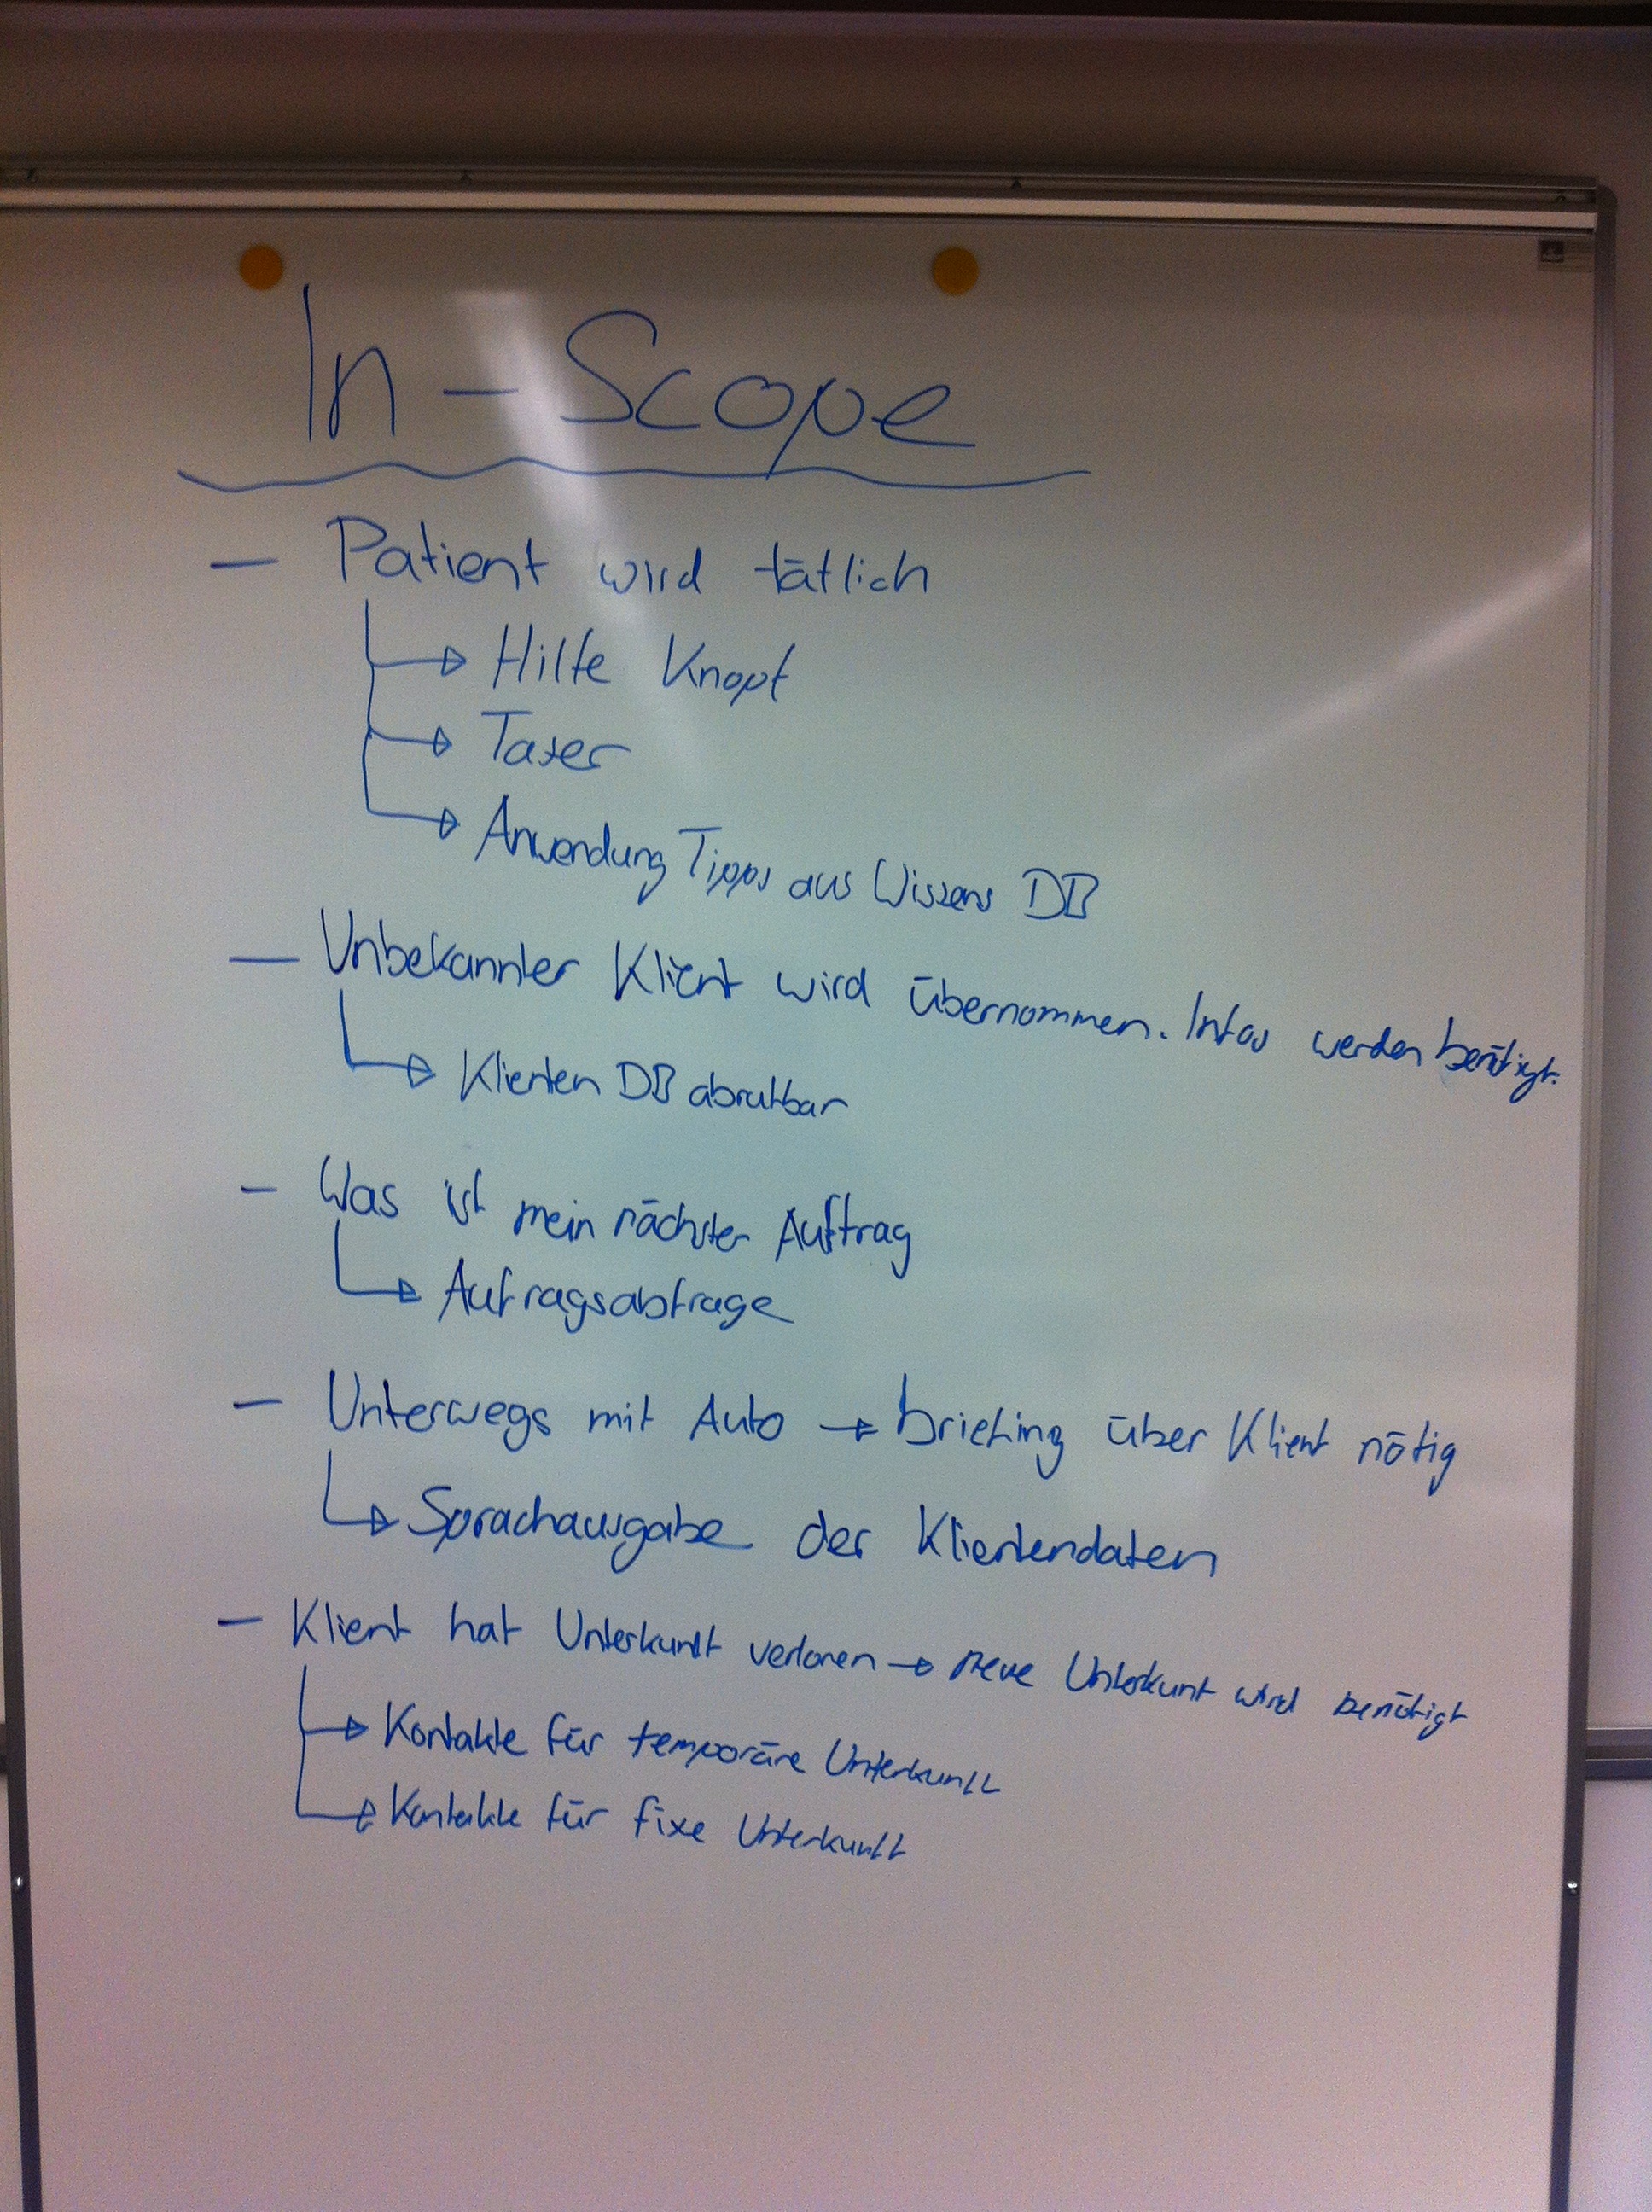 In-Scope
- Patient wird tätlich
→ Hilfe Knopf
→ Taser
→ Anwendung Tipps aus Wissens DB
- Unbekannter Klient wird übernommen. Infos werden benötigt.
→ Klienten DB abrufbar
- Was ist mein nächster Auftrag
→ Auftragsabfrage
- Unterwegs mit Auto → briefing über Klient nötig
→ Sprachausgabe der Klientendaten
- Klient hat Unterkunft verloren → neue Unterkunt wird benötigt
→ Kontakte für temporäre Unterkunft
→ Kontakte für fixe Unterkunft